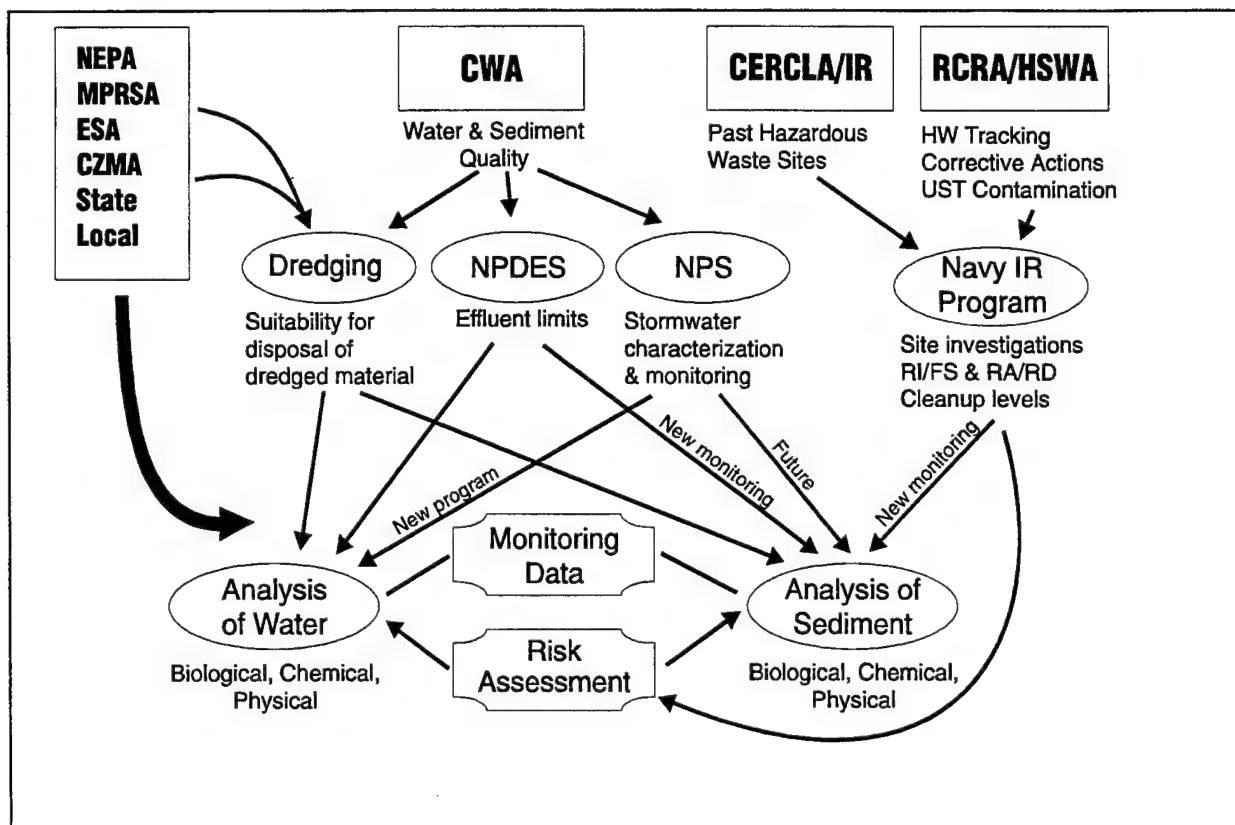 NEPA
MPRSA
ESA
CZMA
State
Local
CWA
Water & Sediment
Quality
CERCLA/IR
Past Hazardous
Waste Sites
RCRA/HSWA
HW Tracking
Corrective Actions
UST Contamination
Dredging
Suitability for
disposal of
dredged material
NPDES
Effluent limits
NPS
Stormwater
characterization
& monitoring
Navy IR
Program
Site investigations
RI/FS & RA/RD
Cleanup levels
New program
New monitoring
Future
New monitoring
Analysis
of Water
Biological, Chemical,
Physical
Monitoring
Data
Risk
Assessment
Analysis of
Sediment
Biological, Chemical,
Physical